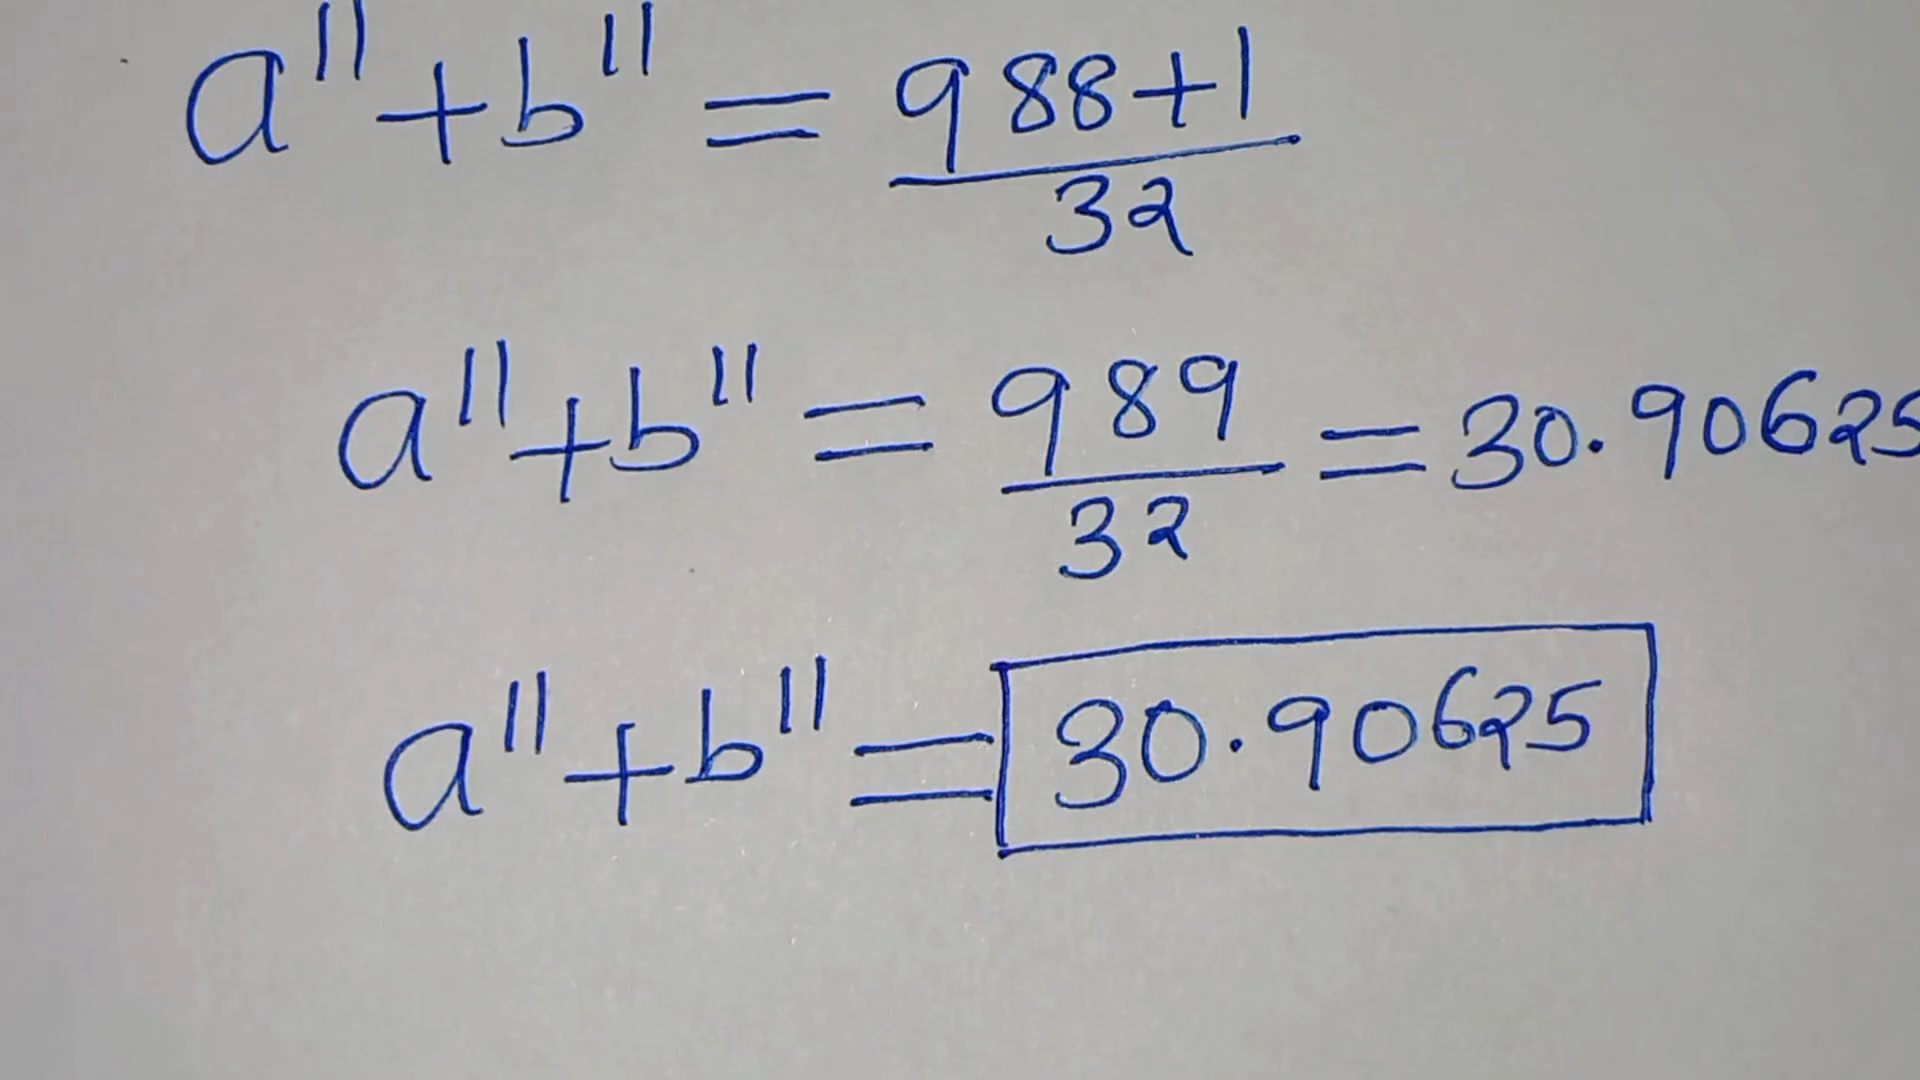 a¹¹+b¹¹ = 988+1/32
a¹¹+b¹¹ = 989/32 = 30.90625
a¹¹+b¹¹ = 30.90625